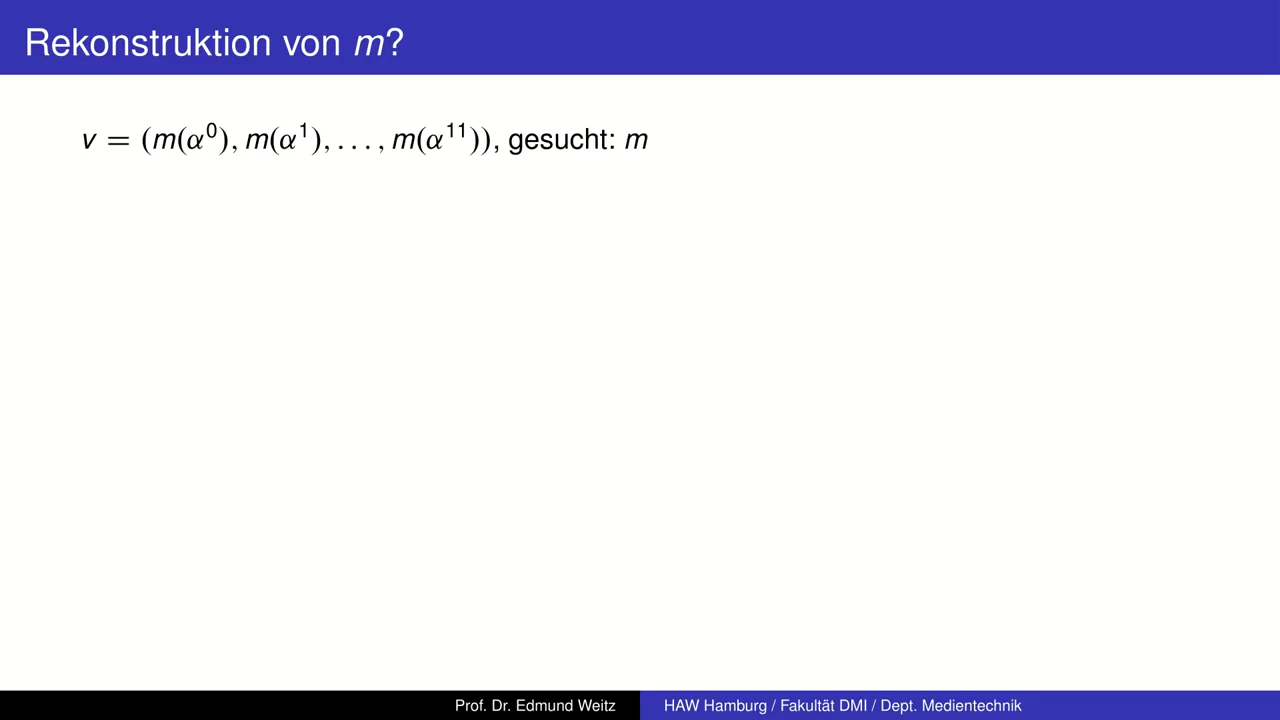 Rekonstruktion von m?
v = (m(α⁰), m(α¹), . . . , m(α¹¹)), gesucht: m
Prof. Dr. Edmund Weitz
HAW Hamburg / Fakultät DMI / Dept. Medientechnik